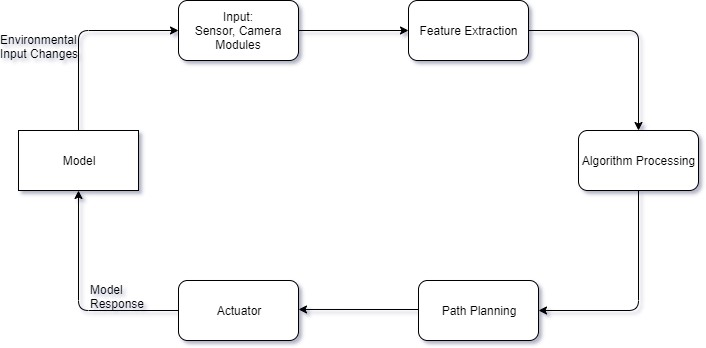 Environmental
Input Changes
Input:
Sensor, Camera
Modules
Feature Extraction
Model
Algorithm Processing
Model
Response
Actuator
Path Planning